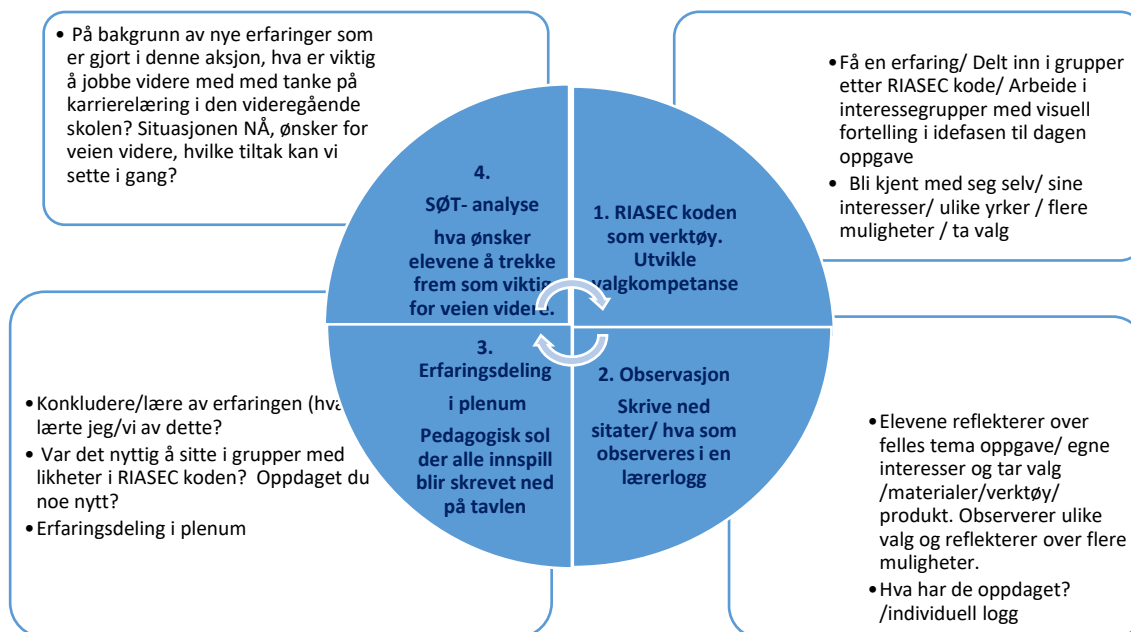 • På bakgrunn av nye erfaringer som
er gjort i denne aksjon, hva er viktig
å jobbe videre med med tanke på
karrierelæring i den videregående
skolen? Situasjonen NÅ, ønsker for
veien videre, hvilke tiltak kan vi
sette i gang?
•Få en erfaring/ Delt inn i grupper
etter RIASEC kode/ Arbeide i
interessegrupper med visuell
fortelling i idefasen til dagen
oppgave
• Bli kjent med seg selv/ sine
interesser/ ulike yrker / flere
muligheter / ta valg
4.
SØT- analyse
hva ønsker
elevene å trekke
frem som viktig
for veien videre.
1. RIASEC koden
som verktøy.
Utvikle
valgkompetanse
3.
Erfaringsdeling
i plenum
Pedagogisk sol
der alle innspill
blir skrevet ned
på tavlen
2. Observasjon
Skrive ned
sitater/ hva som
observeres i en
lærerlogg
•Konkludere/lære av erfaringen (hva
lærte jeg/vi av dette?
• Var det nyttig å sitte i grupper med
likheter i RIASEC koden? Oppdaget du
noe nytt?
•Erfaringsdeling i plenum
•Elevene reflekterer over
felles tema oppgave/ egne
interesser og tar valg
/materialer/verktøy/
produkt. Observerer ulike
valg og reflekterer over flere
muligheter.
•Hva har de oppdaget?
/individuell logg